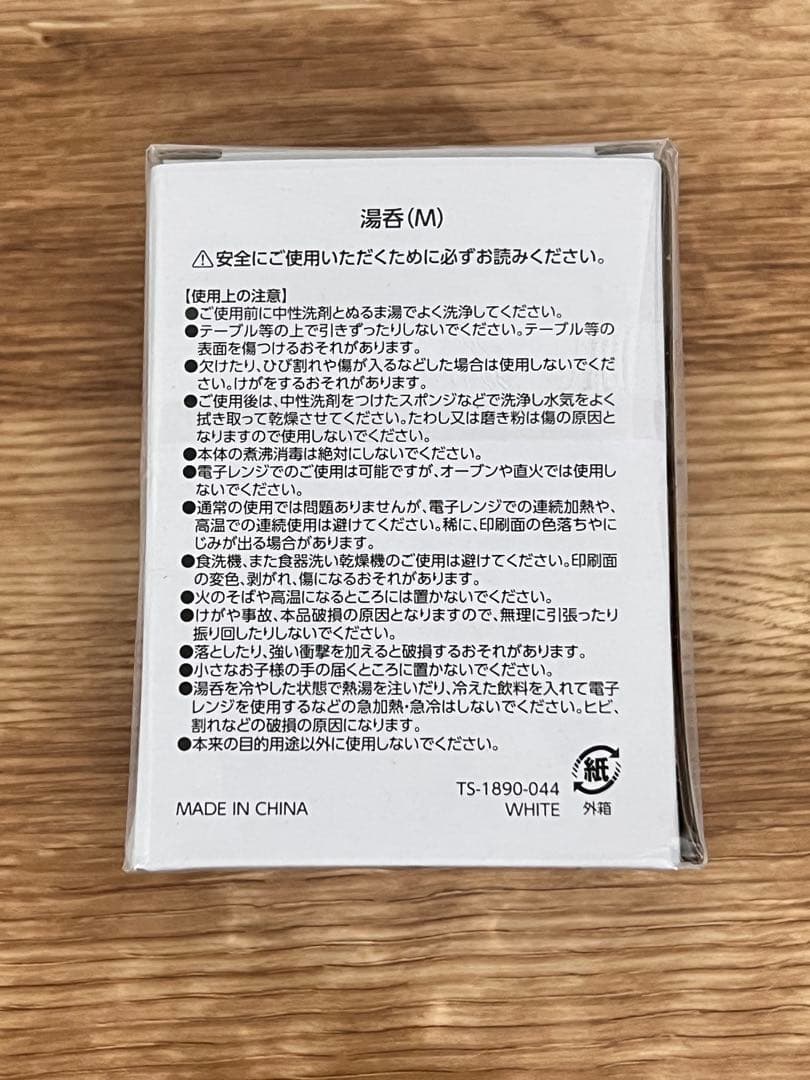 湯呑(M)
⚠安全にご使用いただくために必ずお読みください。
【使用上の注意】
●ご使用前に中性洗剤とぬるま湯でよく洗浄してください。
●テーブル等の上で引きずったりしないでください。テーブル等の
表面を傷つけるおそれがあります。
●欠けたり、ひび割れや傷が入るなどした場合は使用しないでくだ
さい。けがをするおそれがあります。
●ご使用後は、中性洗剤をつけたスポンジなどで洗浄し水気をよく
拭き取って乾燥させてください。たわし又は磨き粉は傷の原因と
なりますので使用しないでください。
●本体の煮沸消毒は絶対にしないでください。
●電子レンジでのご使用は可能ですが、オーブンや直火では使用し
ないでください。
●通常の使用では問題ありませんが、電子レンジでの連続加熱や、
高温での連続使用は避けてください。稀に、印刷面の色落ちやに
じみが出る場合があります。
●食洗機、また食器洗い乾燥機のご使用は避けてください。印刷面
の変色、剥がれ、傷になるおそれがあります。
●火のそばや高温になるところには置かないでください。
●けがや事故、本品破損の原因となりますので、無理に引張ったり
振り回したりしないでください。
●落としたり、強い衝撃を加えると破損するおそれがあります。
●小さなお子様の手の届くところに置かないでください。
●湯呑を冷やした状態で熱湯を注いだり、冷えた飲料を入れて電子
レンジを使用するなどの急加熱・急冷はしないでください。ヒビ、
割れなどの破損の原因になります。
●本来の目的用途以外に使用しないでください。
紙
TS-1890-044
MADE IN CHINA
WHITE
外箱